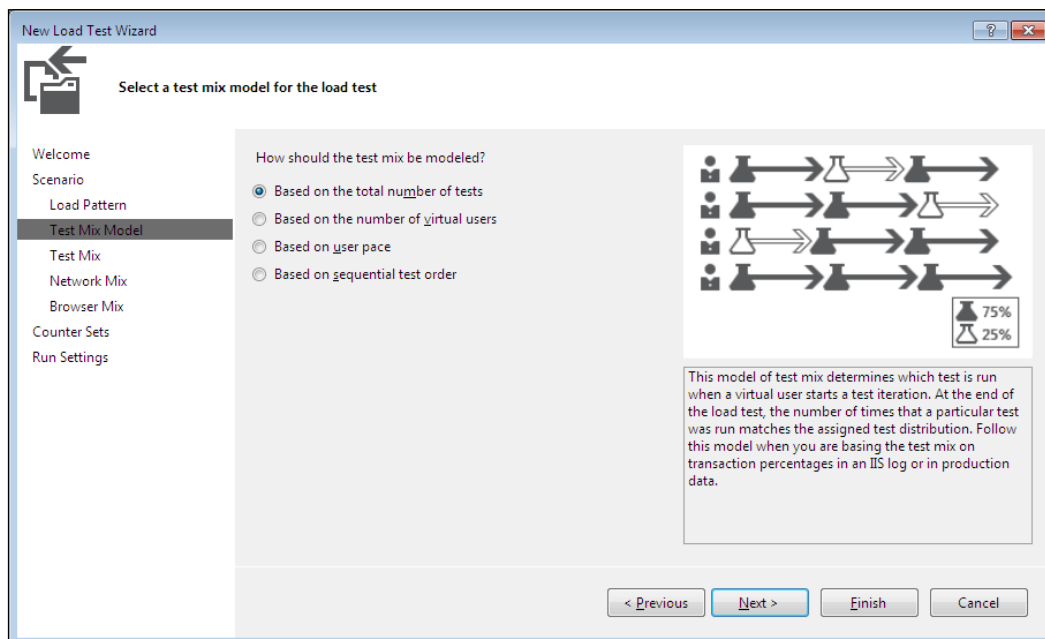 New Load Test Wizard
?
Select a test mix model for the load test
Welcome
Scenario
Load Pattern
Test Mix Model
Test Mix
Network Mix
Browser Mix
Counter Sets
Run Settings
How should the test mix be modeled?
Based on the total number of tests
Based on the number of virtual users
Based on user pace
Based on sequential test order
75%
25%
This model of test mix determines which test is run
when a virtual user starts a test iteration. At the end of
the load test, the number of times that a particular test
was run matches the assigned test distribution. Follow
this model when you are basing the test mix on
transaction percentages in an IIS log or in production
data.
< Previous
Next >
Finish
Cancel